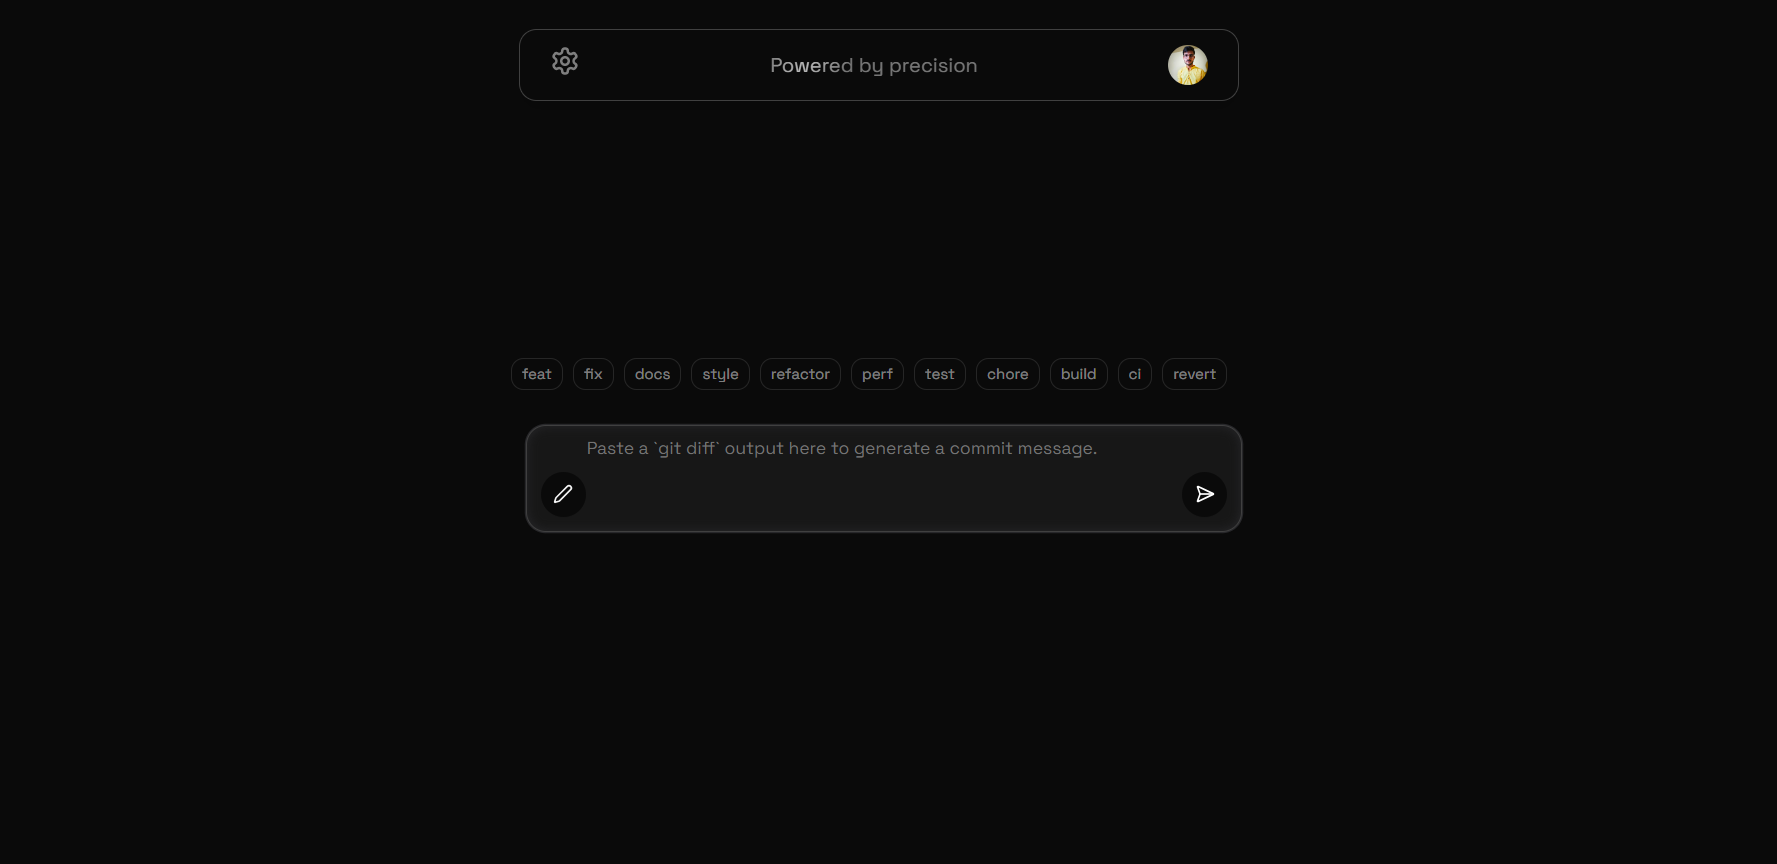 Powered by precision
feat fix docs style refactor perf test chore build ci revert
Paste a `git diff` output here to generate a commit message.